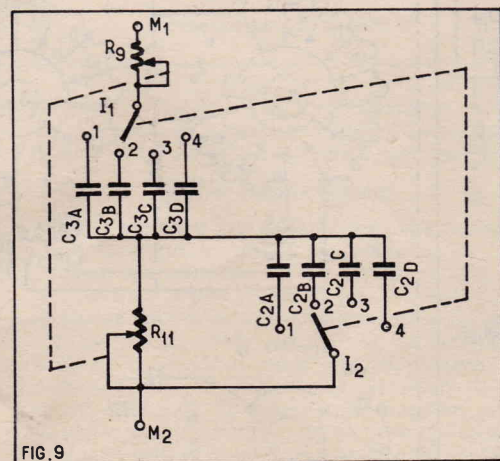 M1
R9
I1
1
2
3
4
C3A
C3B
C3C
C3D
C2A
C2B
C2C
C2D
1
2
3
4
R11
I2
M2
FIG.9